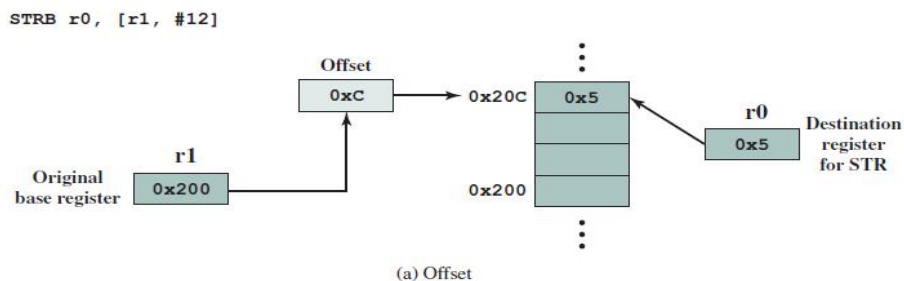 STRB r0, [r1, #12]
Offset
0xC
0x20C
0x5
r0
0x5
Destination
register
for STR
r1
Original
base register
0x200
0x200
(a) Offset